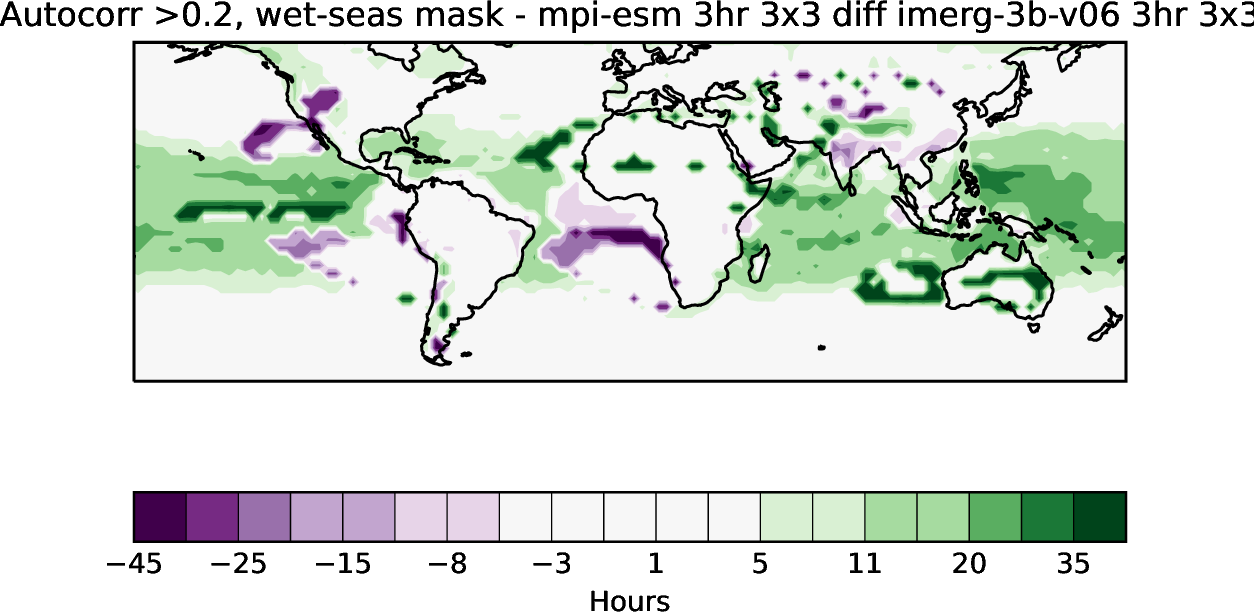 Autocorr >0.2, wet-seas mask - mpi-esm 3hr 3x3 diff imerg-3b-v06 3hr 3x3
−45 −25 −15 −8 −3 1 5 11 20 35
Hours